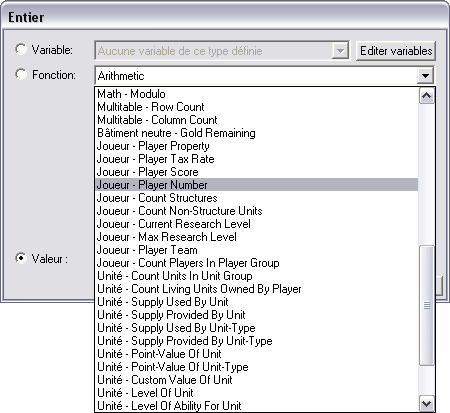 Entier
Variable:
Aucune variable de ce type définie
Editer variables
Fonction:
Arithmetic
Math - Modulo
Multitable - Row Count
Multitable - Column Count
Bâtiment neutre - Gold Remaining
Joueur - Player Property
Joueur - Player Tax Rate
Joueur - Player Score
Joueur - Player Number
Joueur - Count Structures
Joueur - Count Non-Structure Units
Joueur - Current Research Level
Joueur - Max Research Level
Joueur - Player Team
Joueur - Count Players In Player Group
Unité - Count Units In Unit Group
Unité - Count Living Units Owned By Player
Unité - Supply Used By Unit
Unité - Supply Provided By Unit
Unité - Supply Used By Unit-Type
Unité - Supply Provided By Unit-Type
Unité - Point-Value Of Unit
Unité - Point-Value Of Unit-Type
Unité - Custom Value Of Unit
Unité - Level Of Unit
Unité - Level Of Ability For Unit
Valeur :